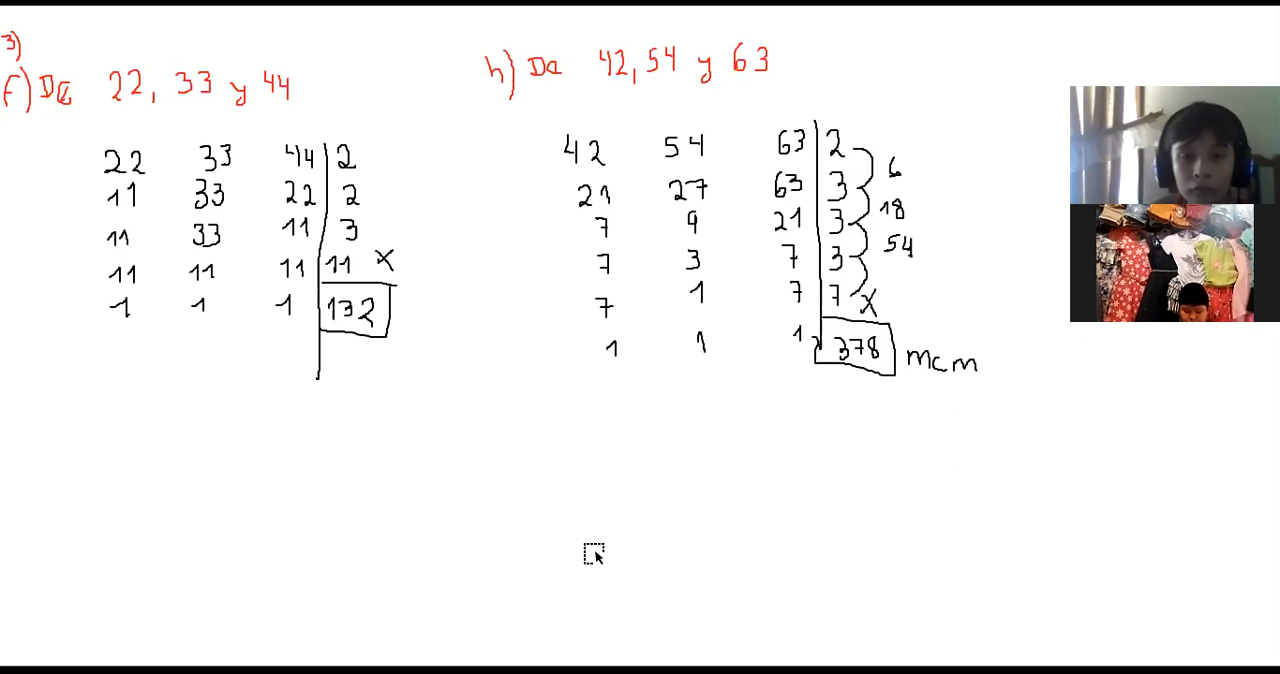 3)
f) De 22, 33 y 44
22 33 44 2
11 33 22 2
11 33 11 3
11 11 11 11 x
1 1 1 132
h) De 42, 54 y 63
42 54 63 2
21 27 63 3 6
7 9 21 3 18
7 3 7 3 54
7 1 7 7 x
1 1 1 378 mcm